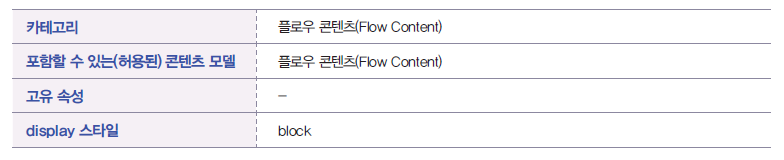 카테고리 플로우 콘텐츠(Flow Content)
포함할 수 있는(허용된) 콘텐츠 모델 플로우 콘텐츠(Flow Content)
고유 속성 –
display 스타일 block